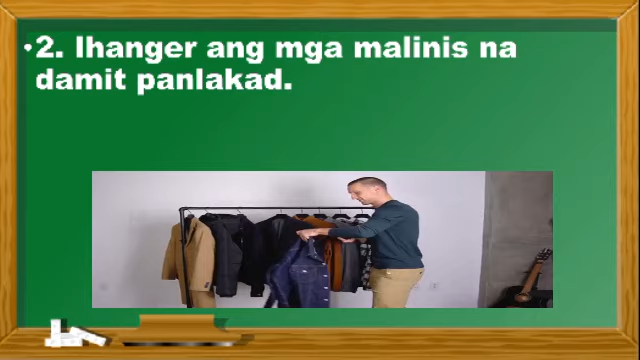 •2. Ihanger ang mga malinis na
damit panlakad.